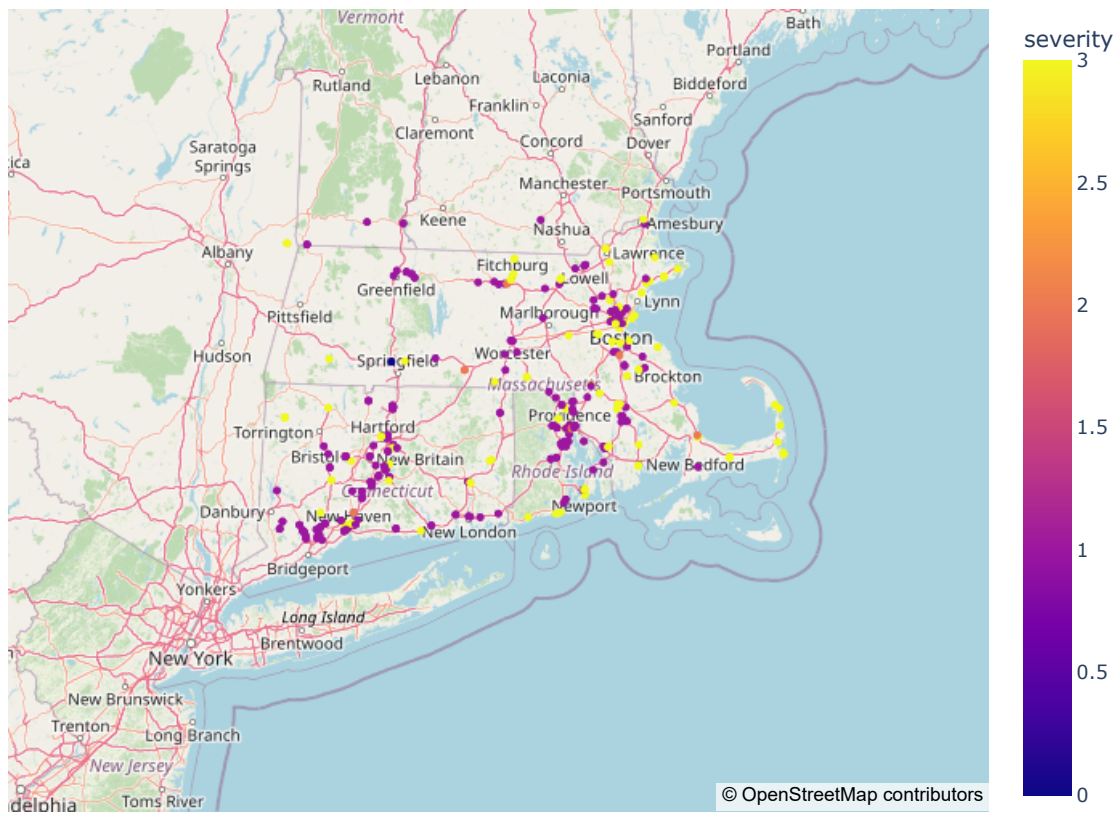 Vermont
Bath
Portland
Rutland
Lebanon
Laconia
Biddeford
Franklin
Sanford
Claremont
Concord
Dover
Saratoga
Springs
ica
Manchester
Portsmouth
Keene
Nashua
Amesbury
Albany
Lawrence
Fitchburg
Lowell
Greenfield
Lynn
Pittsfield
Marlborough
Boston
Hudson
Springfield
Worcester
Brockton
Massachusetts
Providence
Torrington
Hartford
Bristol
New Britain
Rhode Island
New Bedford
Connecticut
Danbury
New Haven
Newport
New London
Bridgeport
Yonkers
Long Island
Brentwood
New York
New Brunswick
Trenton
Long Branch
New Jersey
delphia
Toms River
© OpenStreetMap contributors
severity
3
2.5
2
1.5
1
0.5
0